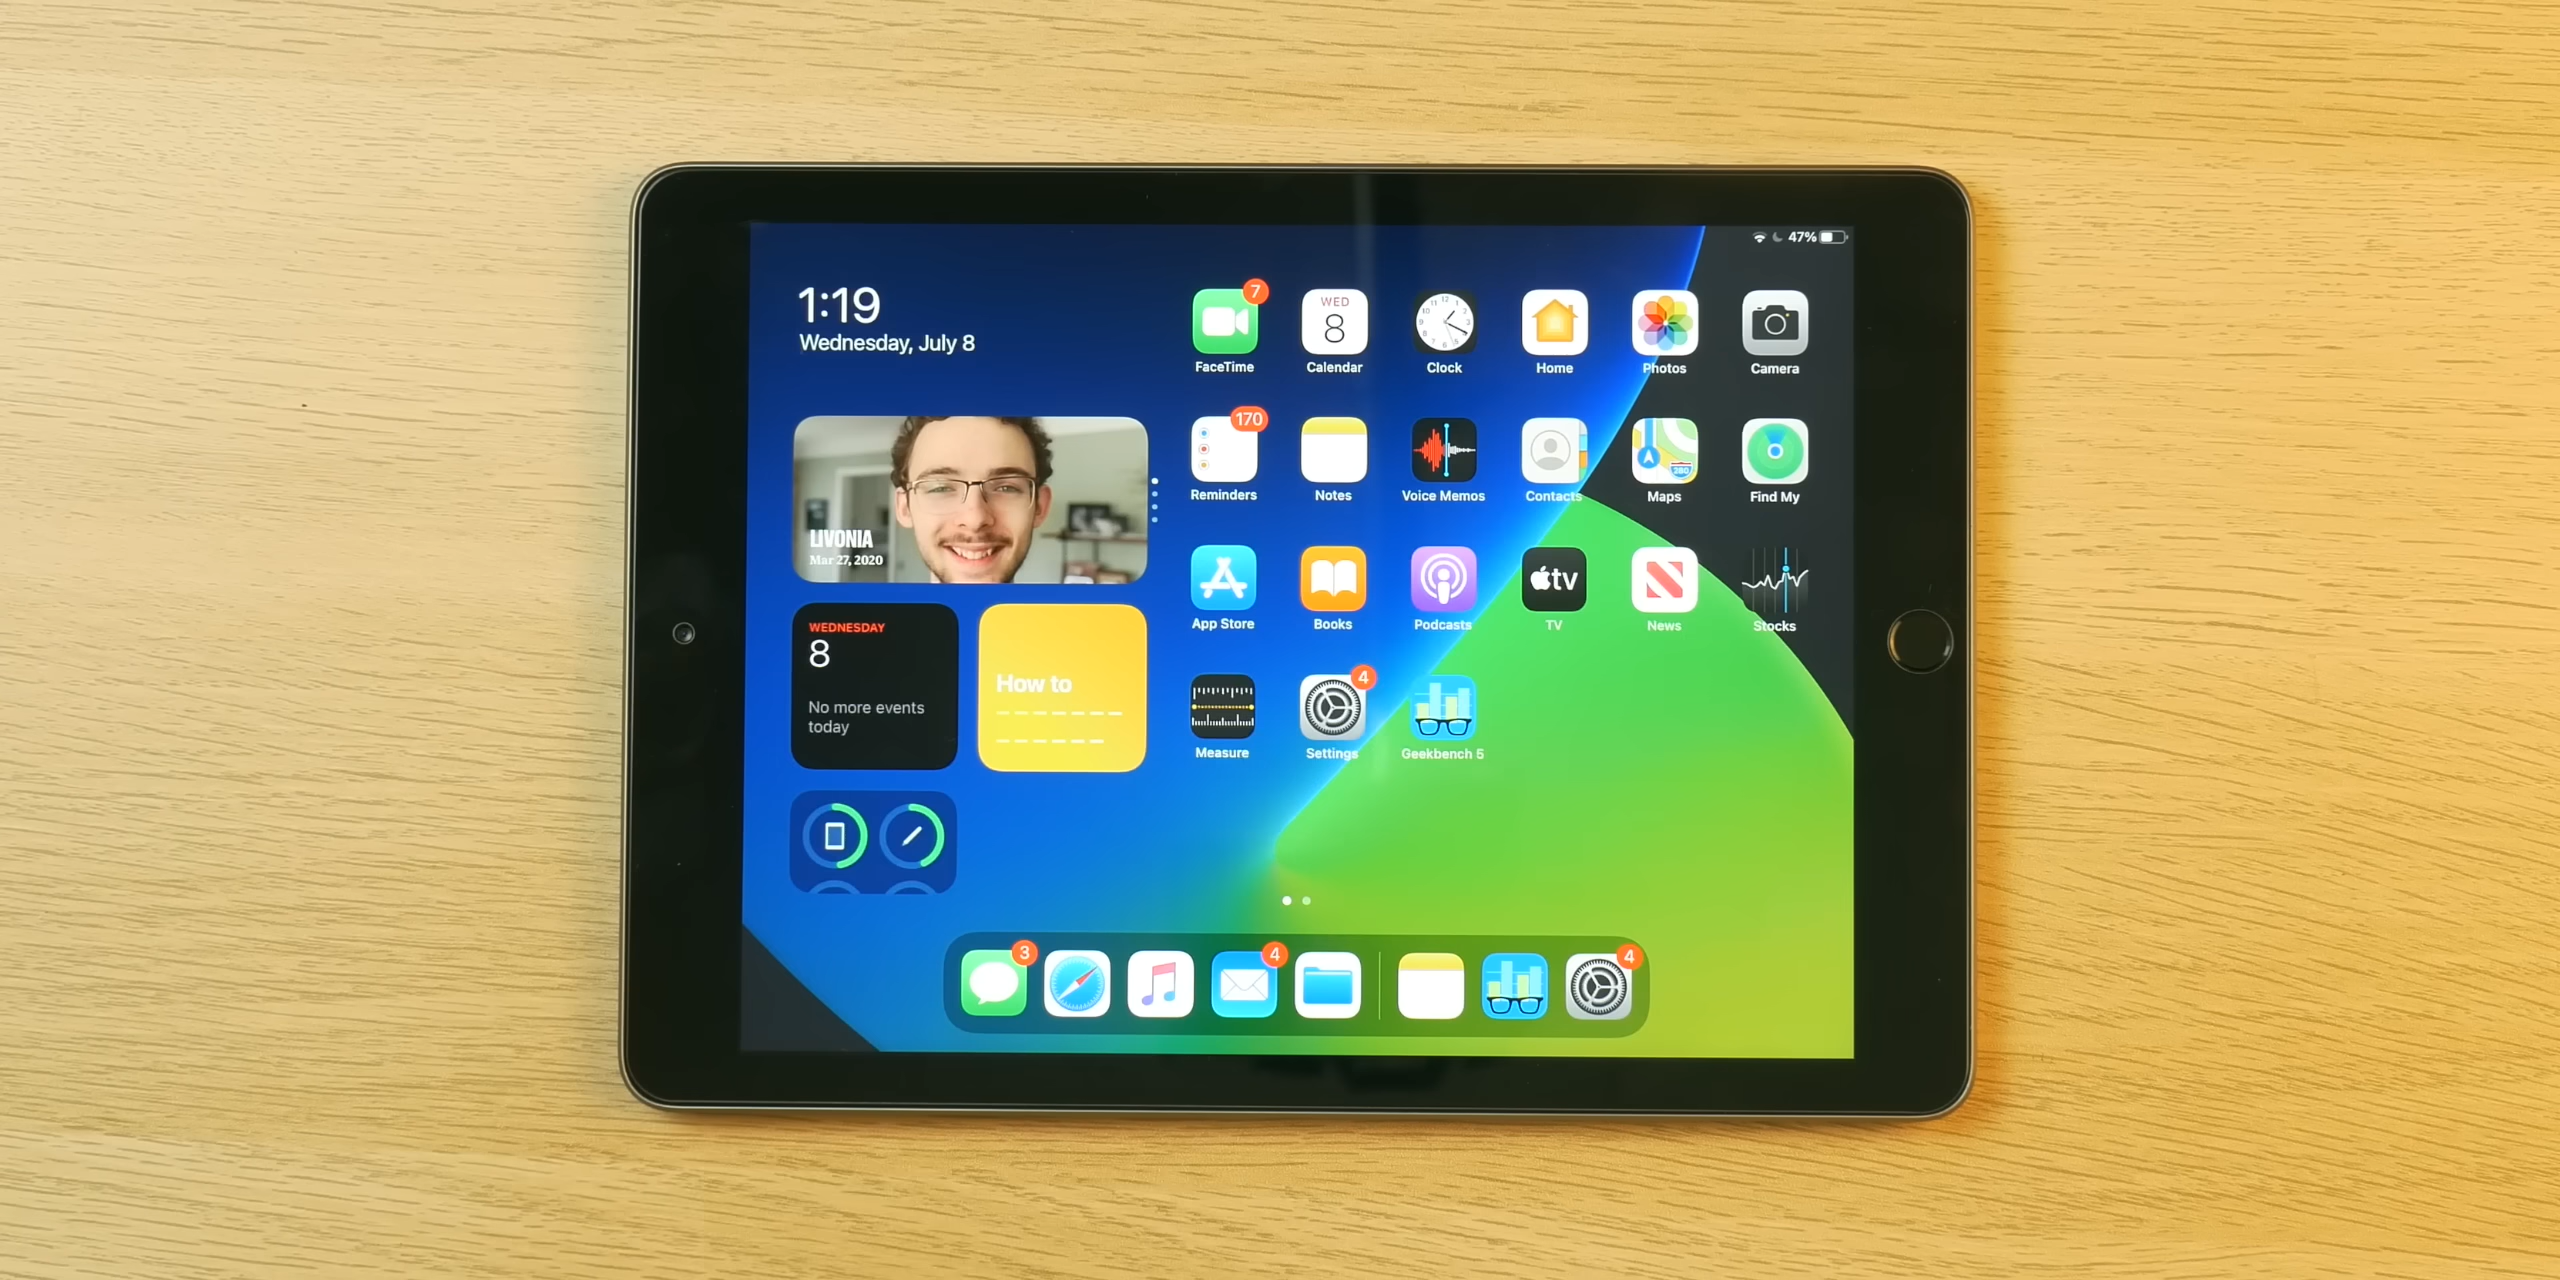 47%
1:19
Wednesday, July 8
LIVONIA
Mar 27, 2020
WEDNESDAY
8
No more events
today
How to
7
WED
8
FaceTime
Calendar
Clock
Home
Photos
Camera
170
280
Reminders
Notes
Voice Memos
Contacts
Maps
Find My
tv
App Store
Books
Podcasts
TV
News
Stocks
4
Measure
Settings
Geekbench 5
3
4
4